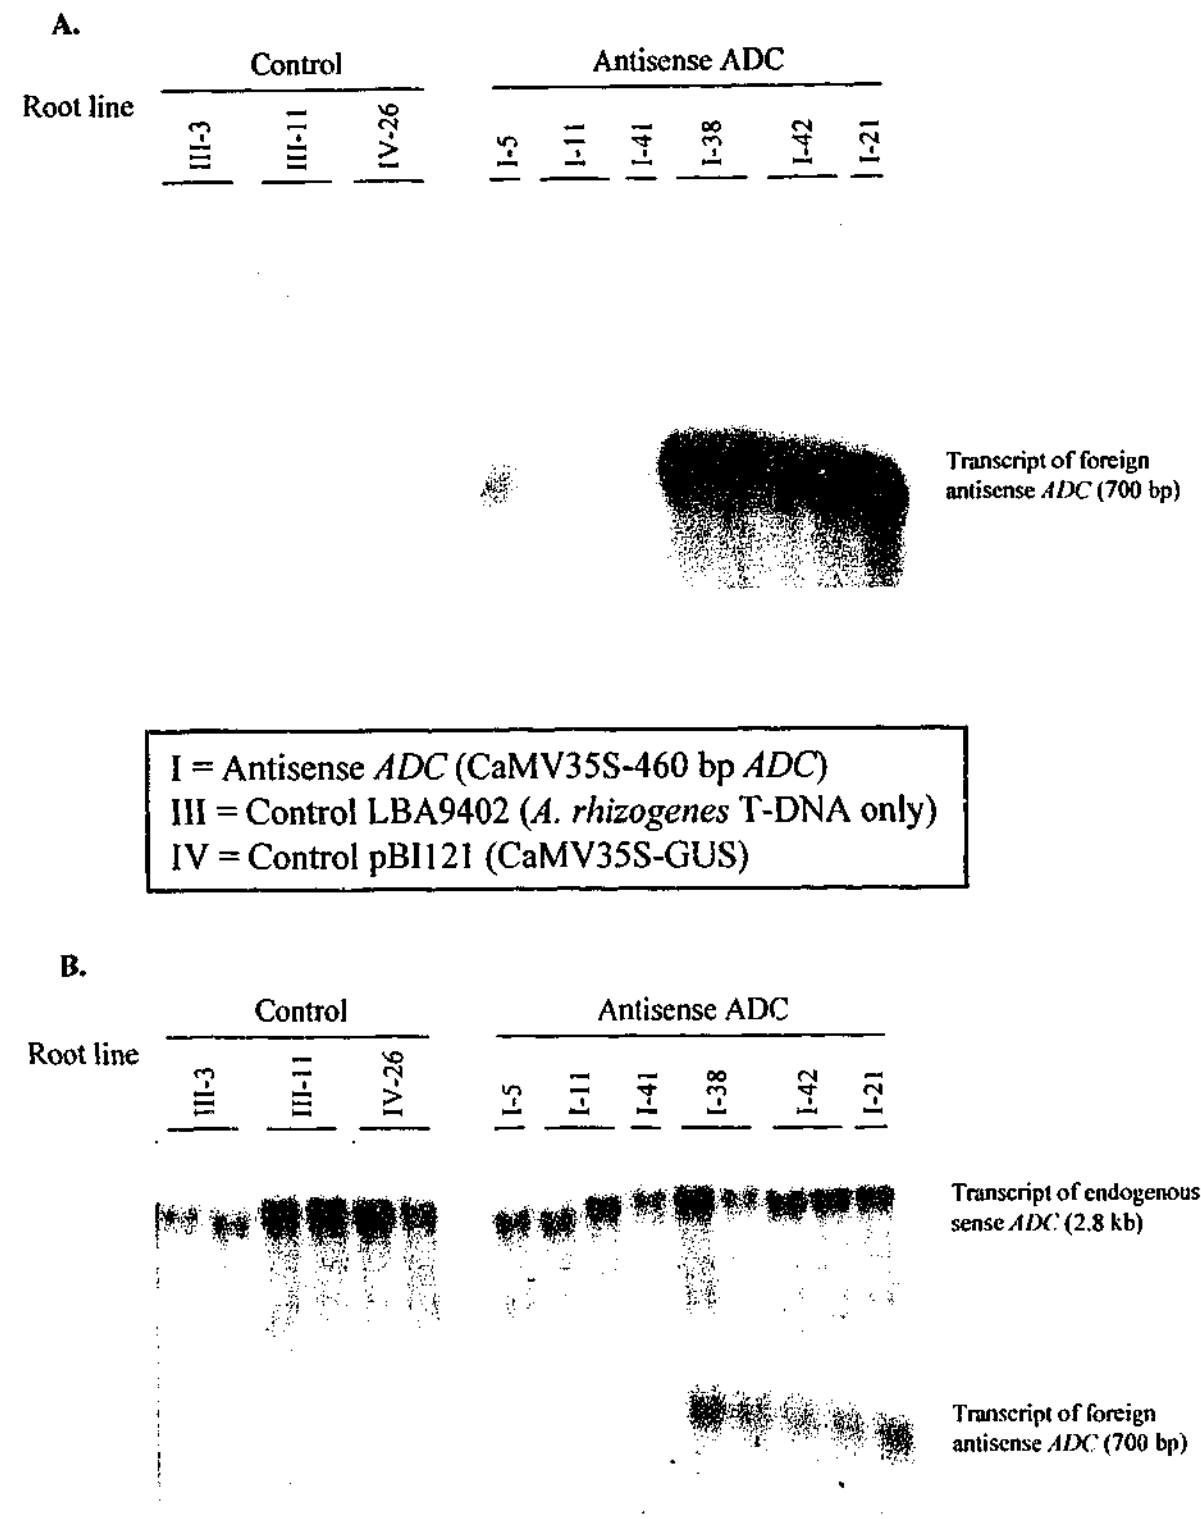 A.
Control
Antisense ADC
Root line
III-3
III-11
IV-26
I-5
I-11
I-41
I-38
I-42
I-21
Transcript of foreign
antisense ADC (700 bp)
I = Antisense ADC (CaMV35S-460 bp ADC)
III = Control LBA9402 (A. rhizogenes T-DNA only)
IV = Control pBI121 (CaMV35S-GUS)
B.
Control
Antisense ADC
Root line
III-3
III-11
IV-26
I-5
I-11
I-41
I-38
I-42
I-21
Transcript of endogenous
sense ADC (2.8 kb)
Transcript of foreign
antisense ADC (700 bp)